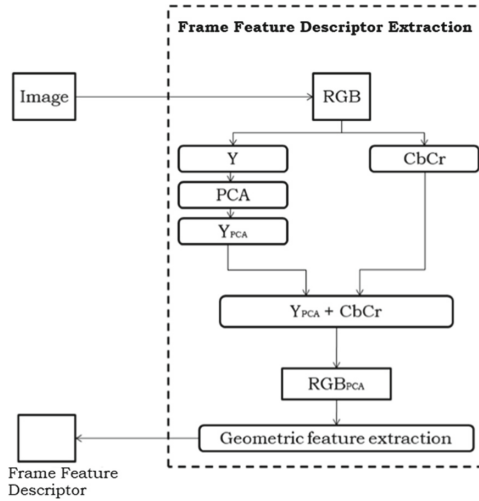 Frame Feature Descriptor Extraction
Image
RGB
Y
CbCr
PCA
YPCA
YPCA + CbCr
RGBPCA
Geometric feature extraction
Frame Feature
Descriptor